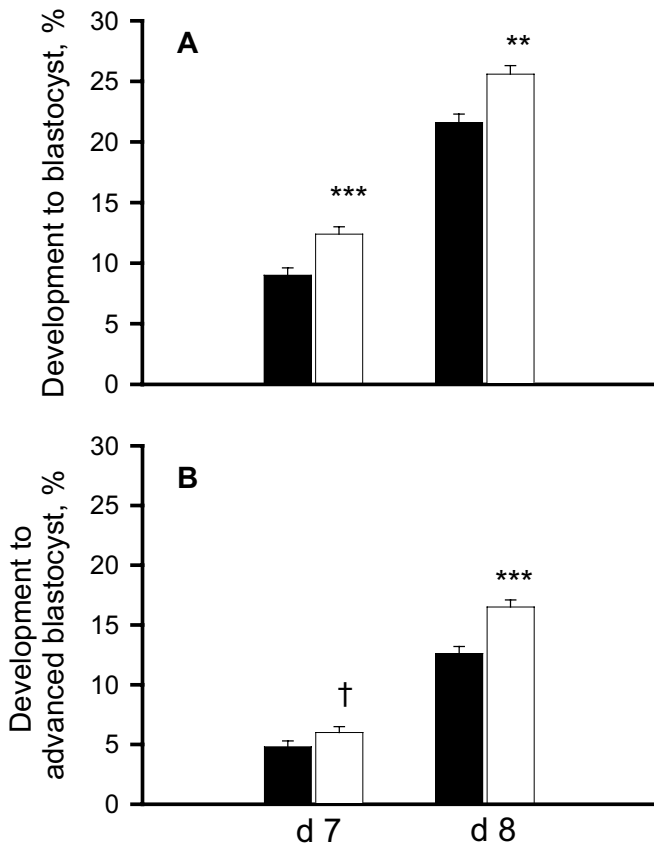 Development to blastocyst, %
30
25
20
15
10
5
0
A
***
**
Development to
advanced blastocyst, %
30
25
20
15
10
5
0
B
†
***
d 7
d 8